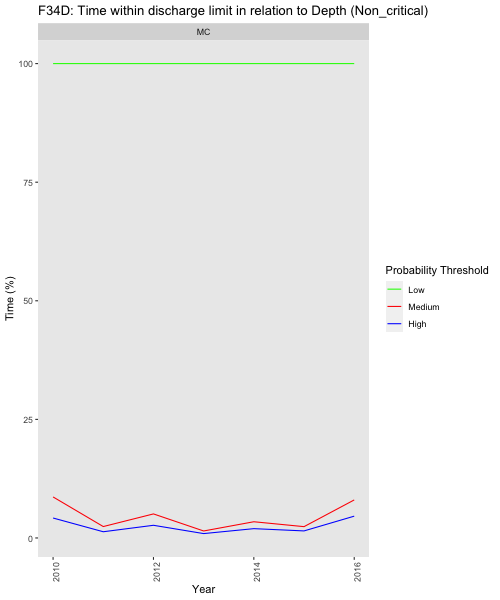 F34D: Time within discharge limit in relation to Depth (Non_critical)
MC
100
75
50
25
0
Time (%)
2010
2012
2014
2016
Year
Probability Threshold
Low
Medium
High